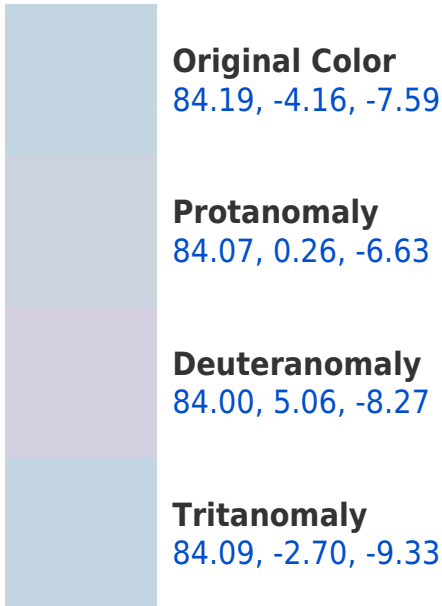 Original Color
84.19, -4.16, -7.59
Protanomaly
84.07, 0.26, -6.63
Deuteranomaly
84.00, 5.06, -8.27
Tritanomaly
84.09, -2.70, -9.33